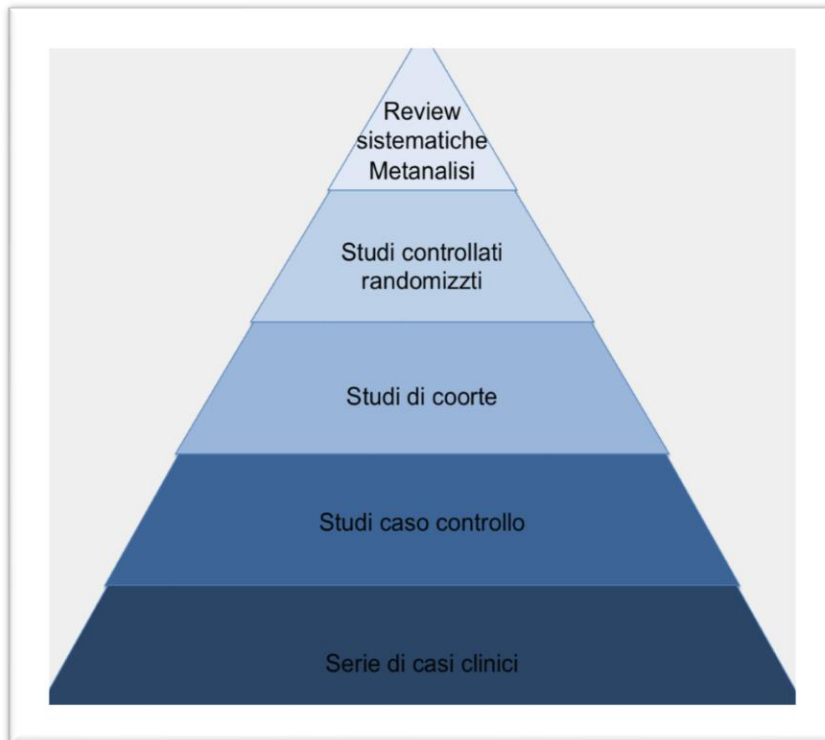 Review
sistematiche
Metanalisi
Studi controllati
randomizzti
Studi di coorte
Studi caso controllo
Serie di casi clinici